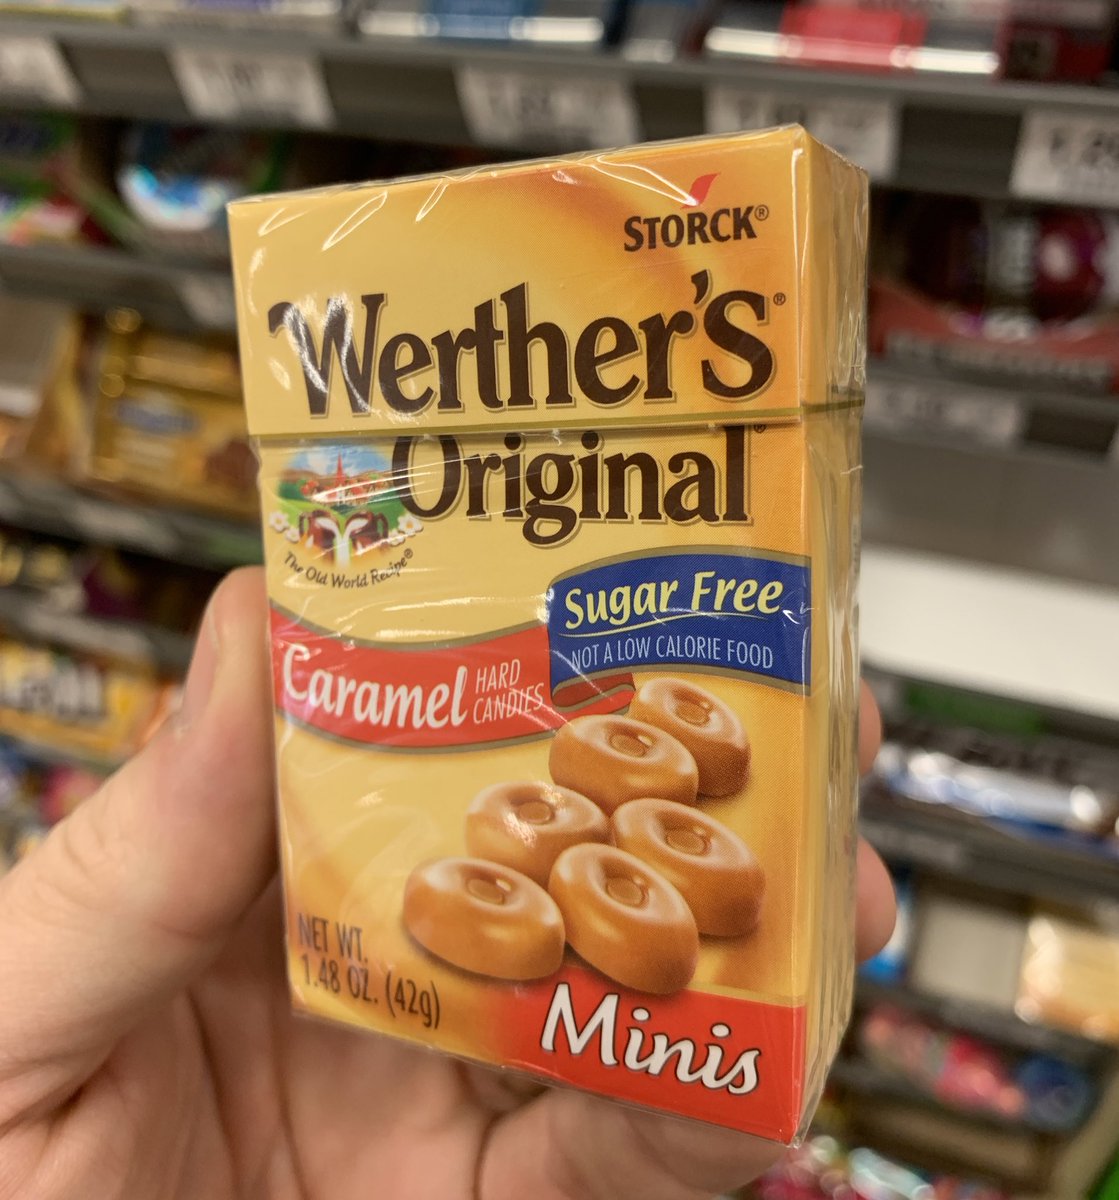 STORCK®
Werther's®
Original®
The Old World Recipe®
Sugar Free
NOT A LOW CALORIE FOOD
Caramel HARD
CANDIES
NET WT.
1.48 OZ. (42g)
Minis